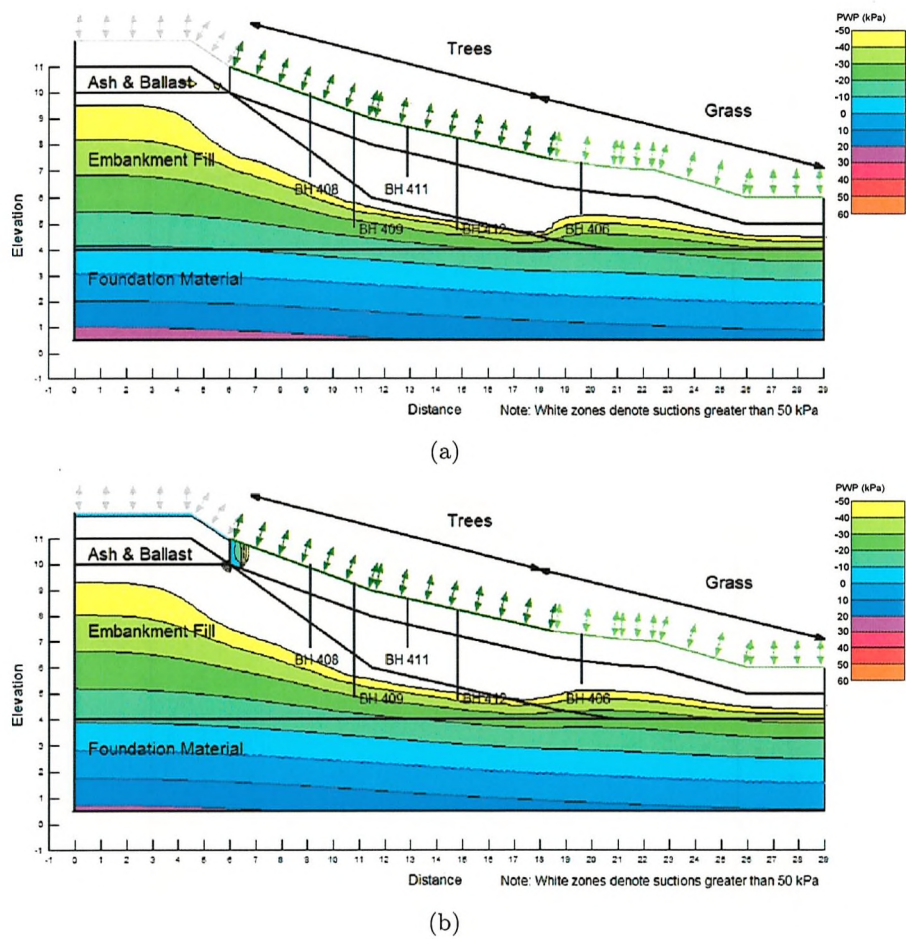 PWP (kPa)
-50
-40
-30
-20
-10
0
10
20
30
40
50
60
Trees
Grass
11
10
9
8
7
6
5
4
3
2
1
0
-1
Elevation
Ash & Ballast
Embankment Fill
Foundation Material
BH 408
BH 411
BH 409
BH 412
BH 406
-1 0 1 2 3 4 5 6 7 8 9 10 11 12 13 14 15 16 17 18 19 20 21 22 23 24 25 26 27 28 29
Distance Note: White zones denote suctions greater than 50 kPa
(a)
PWP (kPa)
-50
-40
-30
-20
-10
0
10
20
30
40
50
60
Trees
Grass
11
10
9
8
7
6
5
4
3
2
1
0
-1
Elevation
Ash & Ballast
Embankment Fill
Foundation Material
BH 408
BH 411
BH 409
BH 412
BH 406
-1 0 1 2 3 4 5 6 7 8 9 10 11 12 13 14 15 16 17 18 19 20 21 22 23 24 25 26 27 28 29
Distance Note: White zones denote suctions greater than 50 kPa
(b)